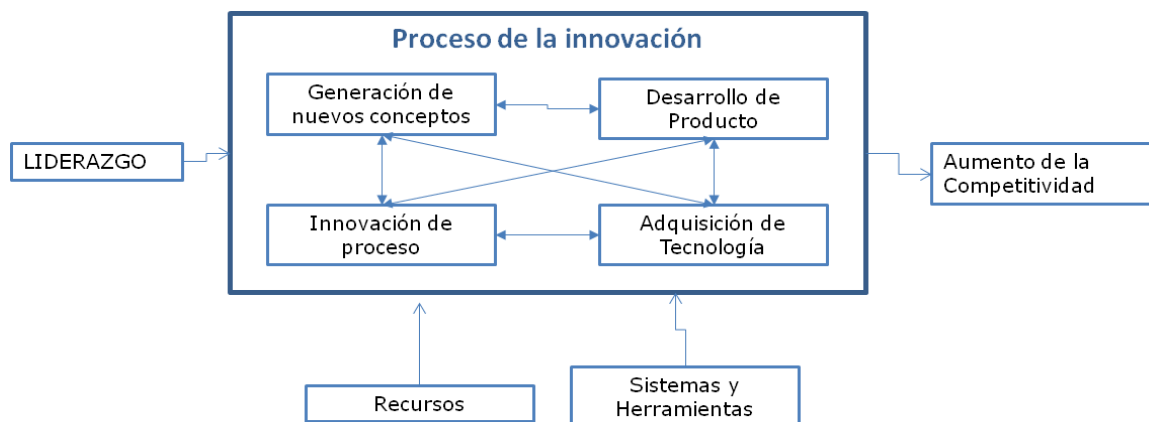 Proceso de la innovación
Generación de
nuevos conceptos
Desarrollo de
Producto
LIDERAZGO
Aumento de la
Competitividad
Innovación de
proceso
Adquisición de
Tecnología
Recursos
Sistemas y
Herramientas